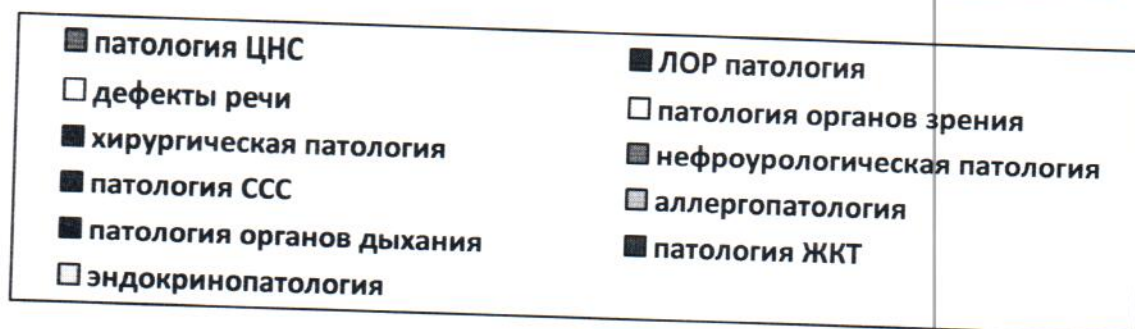 патология ЦНС
дефекты речи
хирургическая патология
патология ССС
патология органов дыхания
эндокринопатология
ЛОР патология
патология органов зрения
нефроурологическая патология
аллергопатология
патология ЖКТ